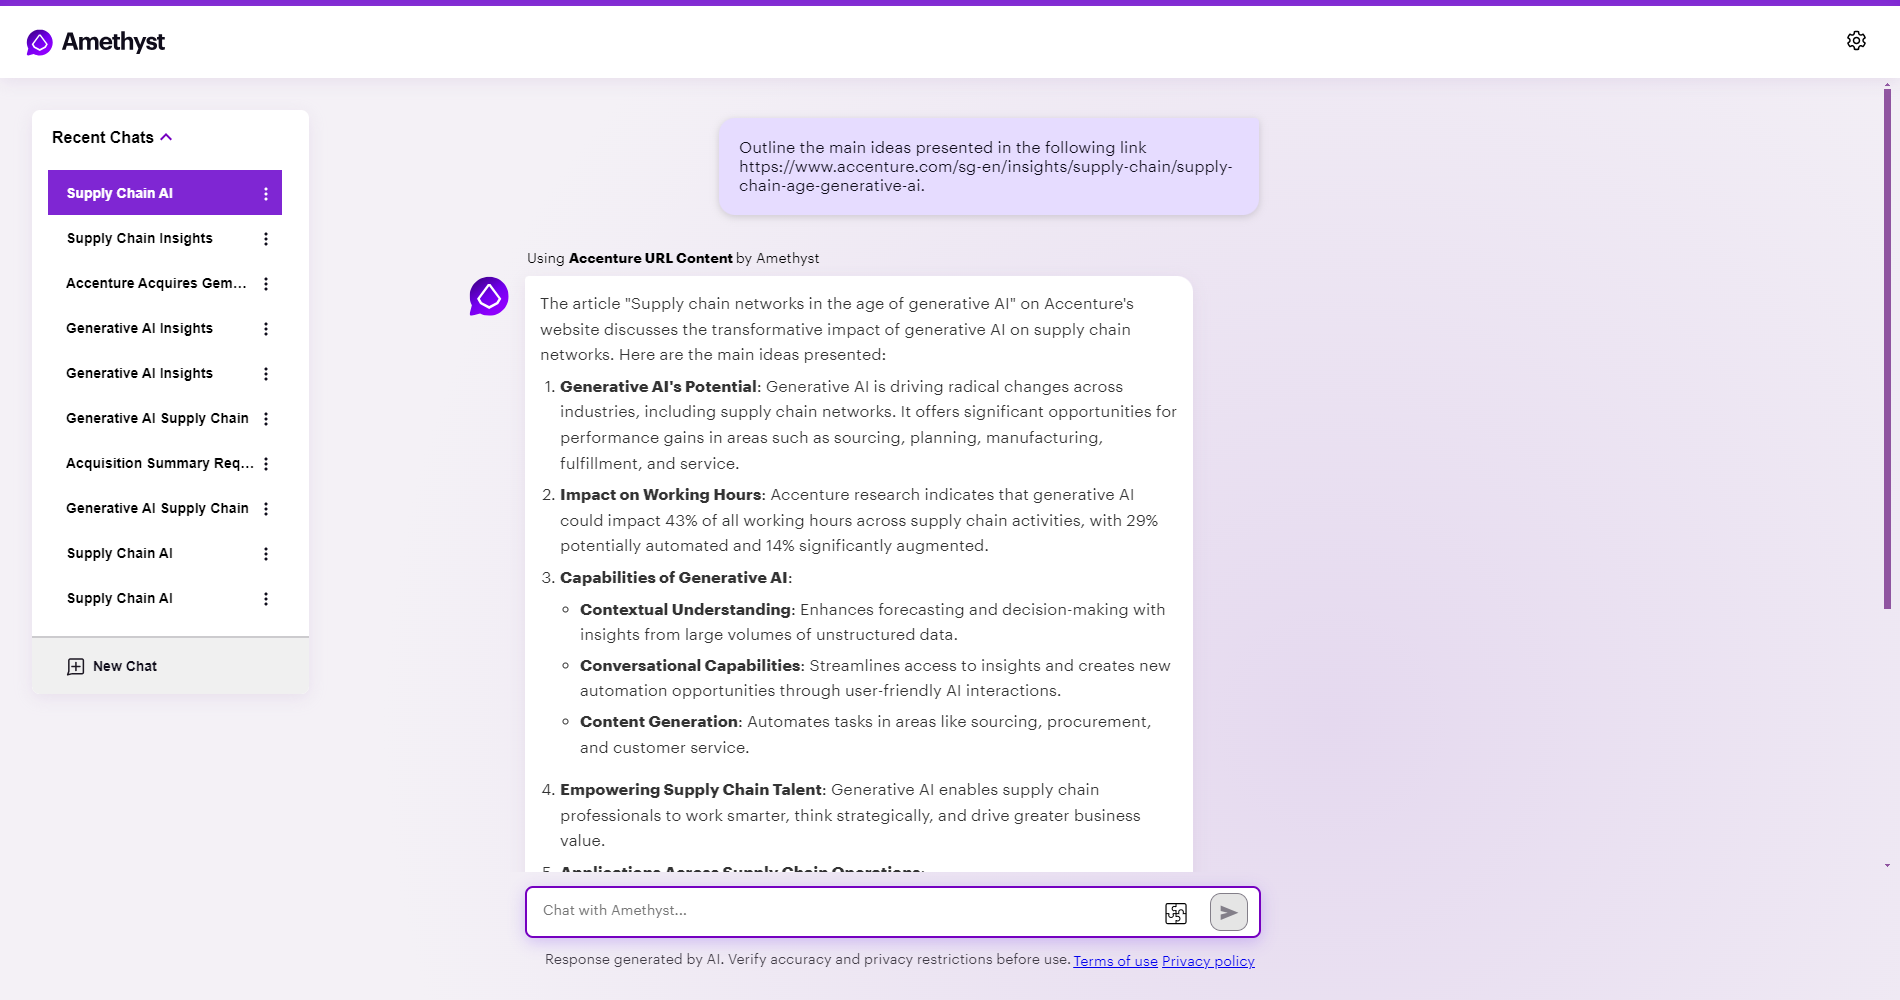 Amethyst
Recent Chats
Supply Chain AI
Supply Chain Insights
Accenture Acquires Gem...
Generative AI Insights
Generative AI Insights
Generative AI Supply Chain
Acquisition Summary Req...
Generative AI Supply Chain
Supply Chain AI
Supply Chain AI
New Chat
Outline the main ideas presented in the following link
https://www.accenture.com/sg-en/insights/supply-chain/supply-
chain-age-generative-ai.
Using Accenture URL Content by Amethyst
The article "Supply chain networks in the age of generative AI" on Accenture's
website discusses the transformative impact of generative AI on supply chain
networks. Here are the main ideas presented:
1. Generative AI's Potential: Generative AI is driving radical changes across
industries, including supply chain networks. It offers significant opportunities for
performance gains in areas such as sourcing, planning, manufacturing,
fulfillment, and service.
2. Impact on Working Hours: Accenture research indicates that generative AI
could impact 43% of all working hours across supply chain activities, with 29%
potentially automated and 14% significantly augmented.
3. Capabilities of Generative AI:
Contextual Understanding: Enhances forecasting and decision-making with
insights from large volumes of unstructured data.
Conversational Capabilities: Streamlines access to insights and creates new
automation opportunities through user-friendly AI interactions.
Content Generation: Automates tasks in areas like sourcing, procurement,
and customer service.
4. Empowering Supply Chain Talent: Generative AI enables supply chain
professionals to work smarter, think strategically, and drive greater business
value.
5. Applications Across Supply Chain Operations:
Chat with Amethyst...
Response generated by AI. Verify accuracy and privacy restrictions before use. Terms of use Privacy policy